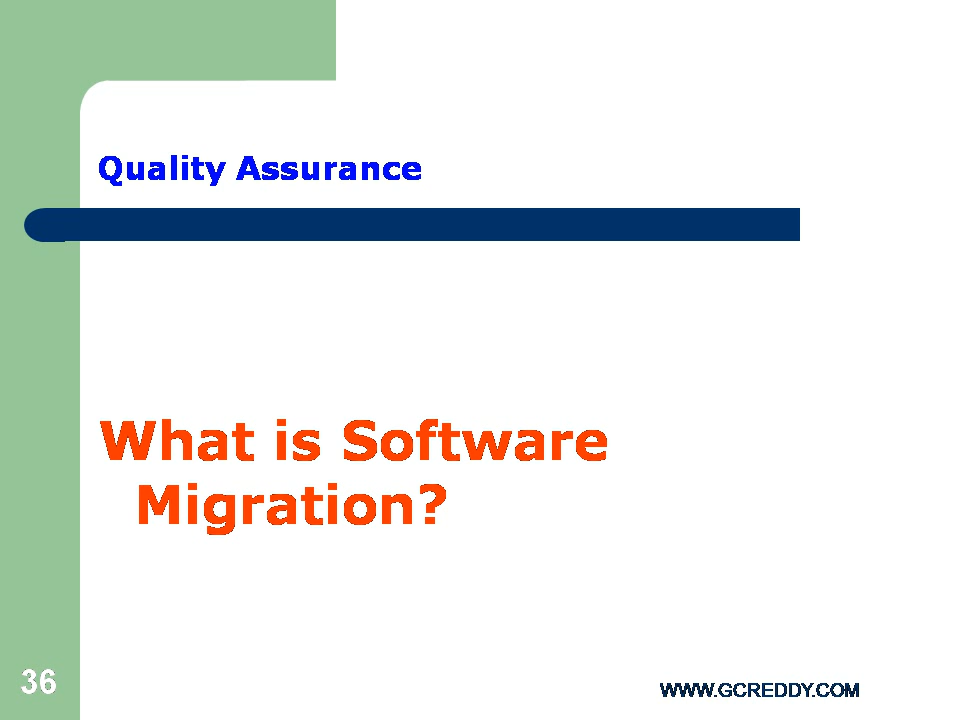 Quality Assurance
What is Software
Migration?
36
WWW.GCREDDY.COM